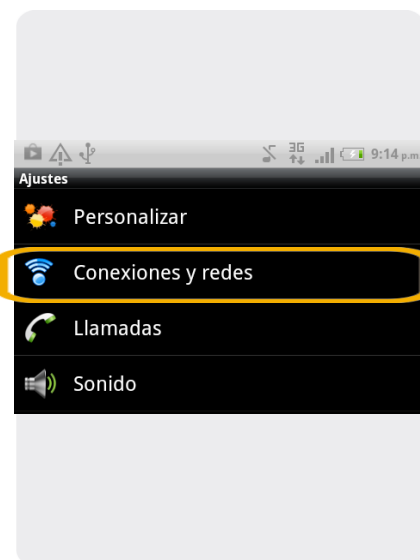 3G
9:14 p.m.
Ajustes
Personalizar
Conexiones y redes
Llamadas
Sonido